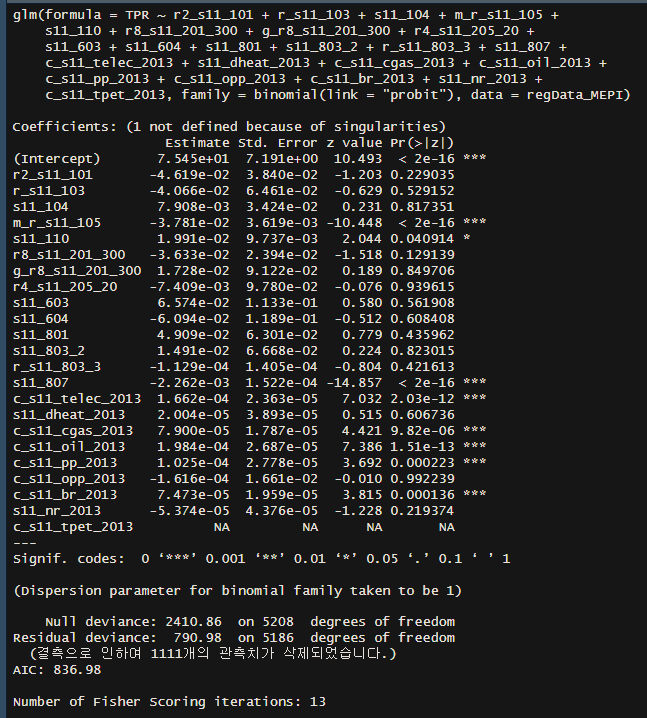 glm(formula = TPR ~ r2_s11_101 + r_s11_103 + s11_104 + m_r_s11_105 +
    s11_110 + r8_s11_201_300 + g_r8_s11_201_300 + r4_s11_205_20 +
    s11_603 + s11_604 + s11_801 + s11_803_2 + r_s11_803_3 + s11_807 +
    c_s11_telec_2013 + s11_dheat_2013 + c_s11_cgas_2013 + c_s11_oil_2013 +
    c_s11_pp_2013 + c_s11_opp_2013 + c_s11_br_2013 + s11_nr_2013 +
    c_s11_tpet_2013, family = binomial(link = "probit"), data = regData_MEPI)

Coefficients: (1 not defined because of singularities)
                   Estimate Std. Error z value Pr(>|z|)
(Intercept)       7.545e+01  7.191e+00  10.493  < 2e-16 ***
r2_s11_101       -4.619e-02  3.840e-02  -1.203 0.229035
r_s11_103        -4.066e-02  6.461e-02  -0.629 0.529152
s11_104           7.908e-03  3.424e-02   0.231 0.817351
m_r_s11_105      -3.781e-02  3.619e-03 -10.448  < 2e-16 ***
s11_110           1.991e-02  9.737e-03   2.044 0.040914 *
r8_s11_201_300   -3.633e-02  2.394e-02  -1.518 0.129139
g_r8_s11_201_300  1.728e-02  9.122e-02   0.189 0.849706
r4_s11_205_20    -7.409e-03  9.780e-02  -0.076 0.939615
s11_603           6.574e-02  1.133e-01   0.580 0.561908
s11_604          -6.094e-02  1.189e-01  -0.512 0.608408
s11_801           4.909e-02  6.301e-02   0.779 0.435962
s11_803_2         1.491e-02  6.668e-02   0.224 0.823015
r_s11_803_3      -1.129e-04  1.405e-04  -0.804 0.421613
s11_807          -2.262e-03  1.522e-04 -14.857  < 2e-16 ***
c_s11_telec_2013  1.662e-04  2.363e-05   7.032 2.03e-12 ***
s11_dheat_2013    2.004e-05  3.893e-05   0.515 0.606736
c_s11_cgas_2013   7.900e-05  1.787e-05   4.421 9.82e-06 ***
c_s11_oil_2013    1.984e-04  2.687e-05   7.386 1.51e-13 ***
c_s11_pp_2013     1.025e-04  2.778e-05   3.692 0.000223 ***
c_s11_opp_2013   -1.616e-04  1.661e-02  -0.010 0.992239
c_s11_br_2013     7.473e-05  1.959e-05   3.815 0.000136 ***
s11_nr_2013      -5.374e-05  4.376e-05  -1.228 0.219374
c_s11_tpet_2013          NA         NA      NA       NA
---
Signif. codes:  0 ‘***’ 0.001 ‘**’ 0.01 ‘*’ 0.05 ‘.’ 0.1 ‘ ’ 1

(Dispersion parameter for binomial family taken to be 1)

    Null deviance: 2410.86  on 5208  degrees of freedom
Residual deviance:  790.98  on 5186  degrees of freedom
  (결측으로 인하여 1111개의 관측치가 삭제되었습니다.)
AIC: 836.98

Number of Fisher Scoring iterations: 13